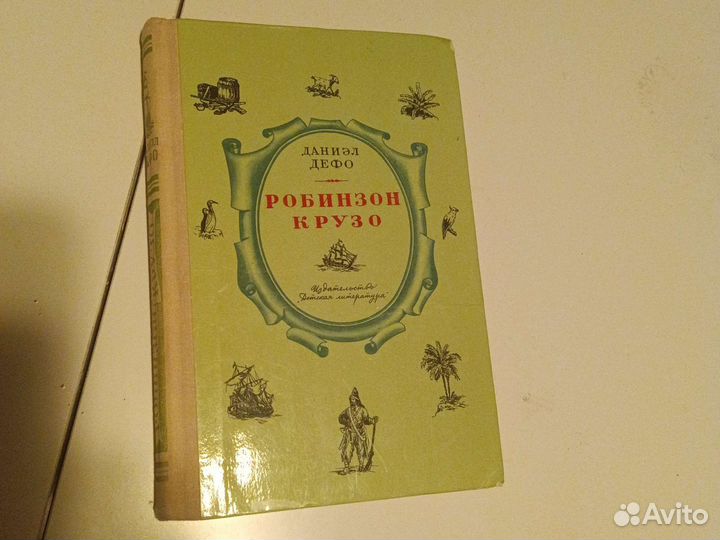 ДАНИЭЛ
ДЕФО
РОБИНЗОН
КРУЗО
Издательство
"Детская литература"
Avito